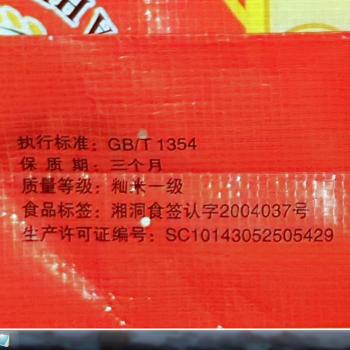 执行标准：GB/T 1354
保 质 期：三个月
质量等级：籼米一级
食品标签：湘洞食签认字2004037号
生产许可证编号：SC10143052505429